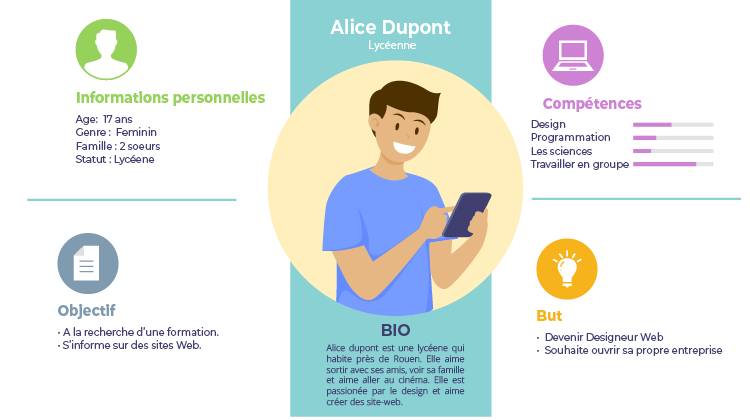 Alice Dupont
Lycéenne
Informations personnelles
Age:  17 ans
Genre :  Feminin
Famille : 2 soeurs
Statut : Lycéene
Compétences
Design
Programmation
Les sciences
Travailler en groupe
Objectif
· A la recherche d'une formation.
· S'informe sur des sites Web.
BIO
Alice dupont est une lycéene qui
habite près de Rouen. Elle aime
sortir avec ses amis, voir sa famille
et aime aller au cinéma. Elle est
passionée par le design et aime
créer des site-web.
But
·  Devenir Designeur Web
·  Souhaite ouvrir sa propre entreprise